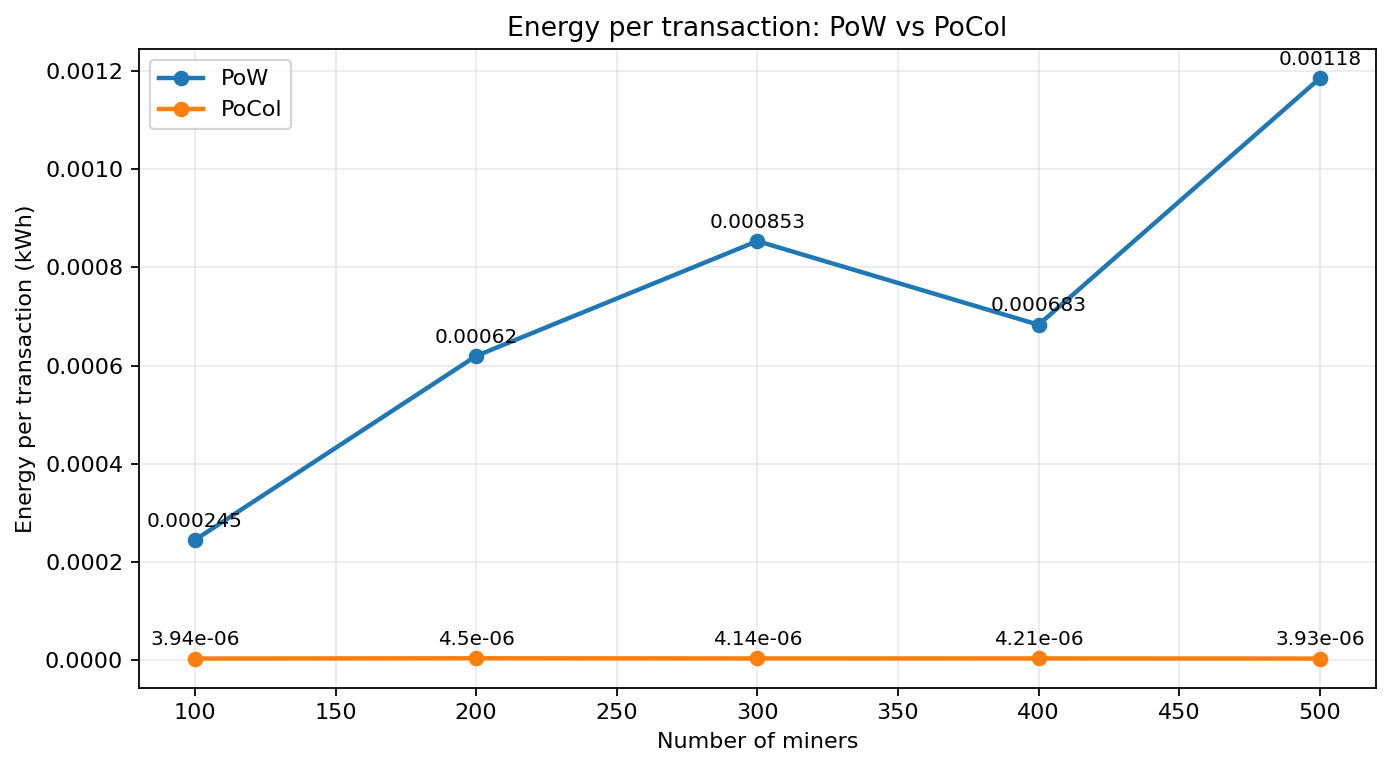 Energy per transaction: PoW vs PoCol
PoW
PoCol
Energy per transaction (kWh)
0.0012
0.0010
0.0008
0.0006
0.0004
0.0002
0.0000
0.00118
0.000853
0.000683
0.00062
0.000245
3.94e-06
4.5e-06
4.14e-06
4.21e-06
3.93e-06
100
150
200
250
300
350
400
450
500
Number of miners